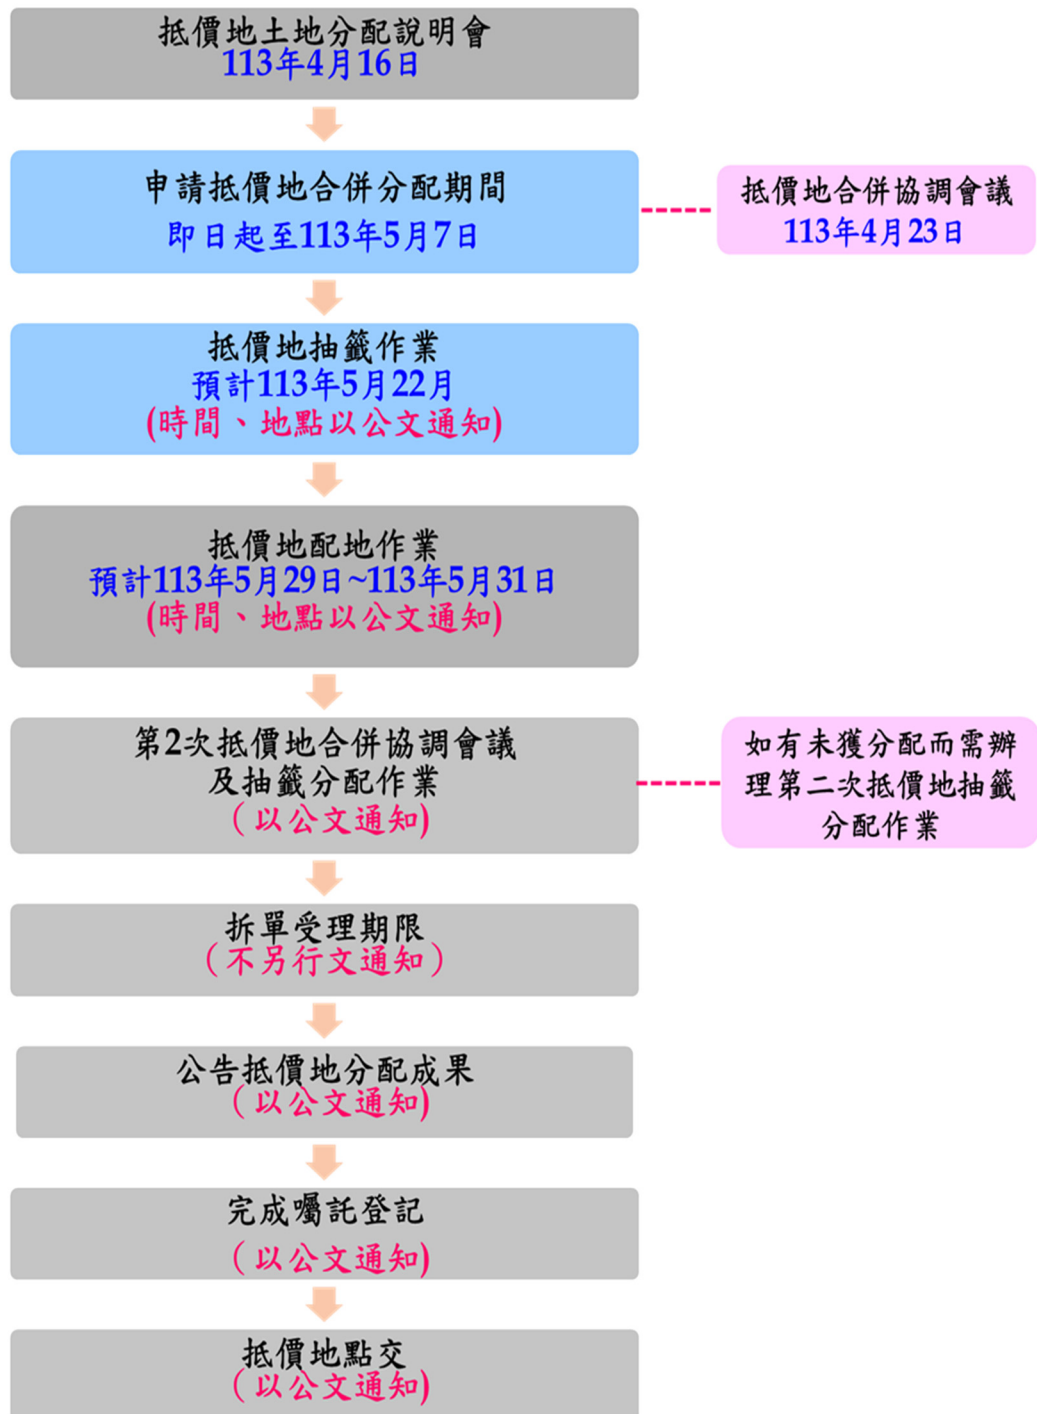 抵價地土地分配說明會
113年4月16日
申請抵價地合併分配期間
即日起至113年5月7日
抵價地合併協調會議
113年4月23日
抵價地抽籤作業
預計113年5月22月
(時間、地點以公文通知)
抵價地配地作業
預計113年5月29日~113年5月31日
(時間、地點以公文通知)
第2次抵價地合併協調會議
及抽籤分配作業
（以公文通知)
如有未獲分配而需辦
理第二次抵價地抽籤
分配作業
拆單受理期限
（不另行文通知）
公告抵價地分配成果
（以公文通知)
完成囑託登記
（以公文通知)
抵價地點交
（以公文通知)